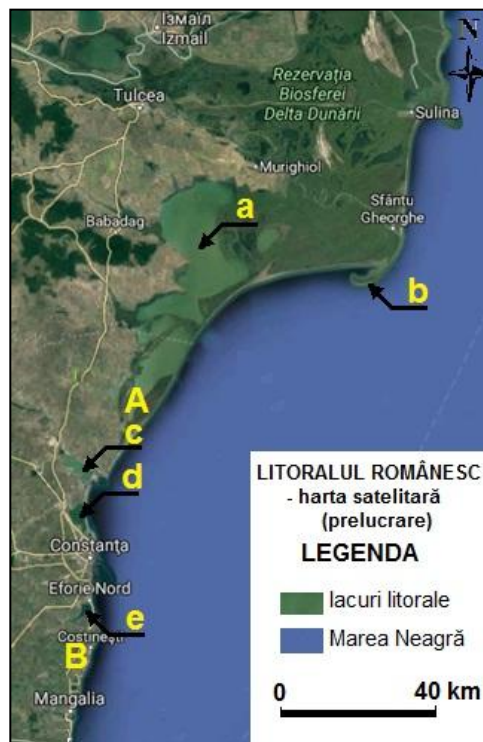 Ізмаїл
Izmail
N
Rezervația
Biosferei
Delta Dunării
Tulcea
Sulina
Murighiol
Sfântu
Gheorghe
a
Babadag
b
A
c
d
Constanța
Eforie Nord
e
Costinești
B
Mangalia
LITORALUL ROMÂNESC
- harta satelitară
(prelucrare)
LEGENDA
lacuri litorale
Marea Neagră
0 40 km